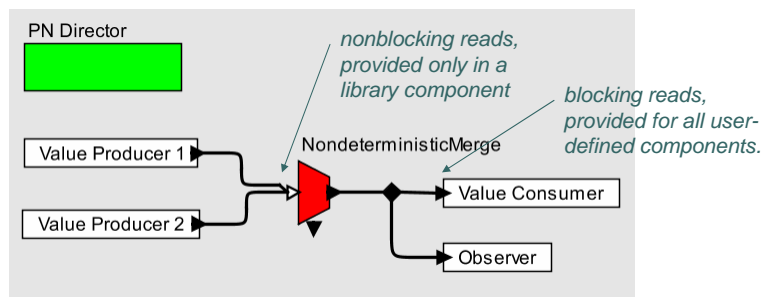 PN Director
nonblocking reads,
provided only in a
library component
blocking reads,
provided for all user-
defined components.
NondeterministicMerge
Value Producer 1
Value Consumer
Value Producer 2
Observer